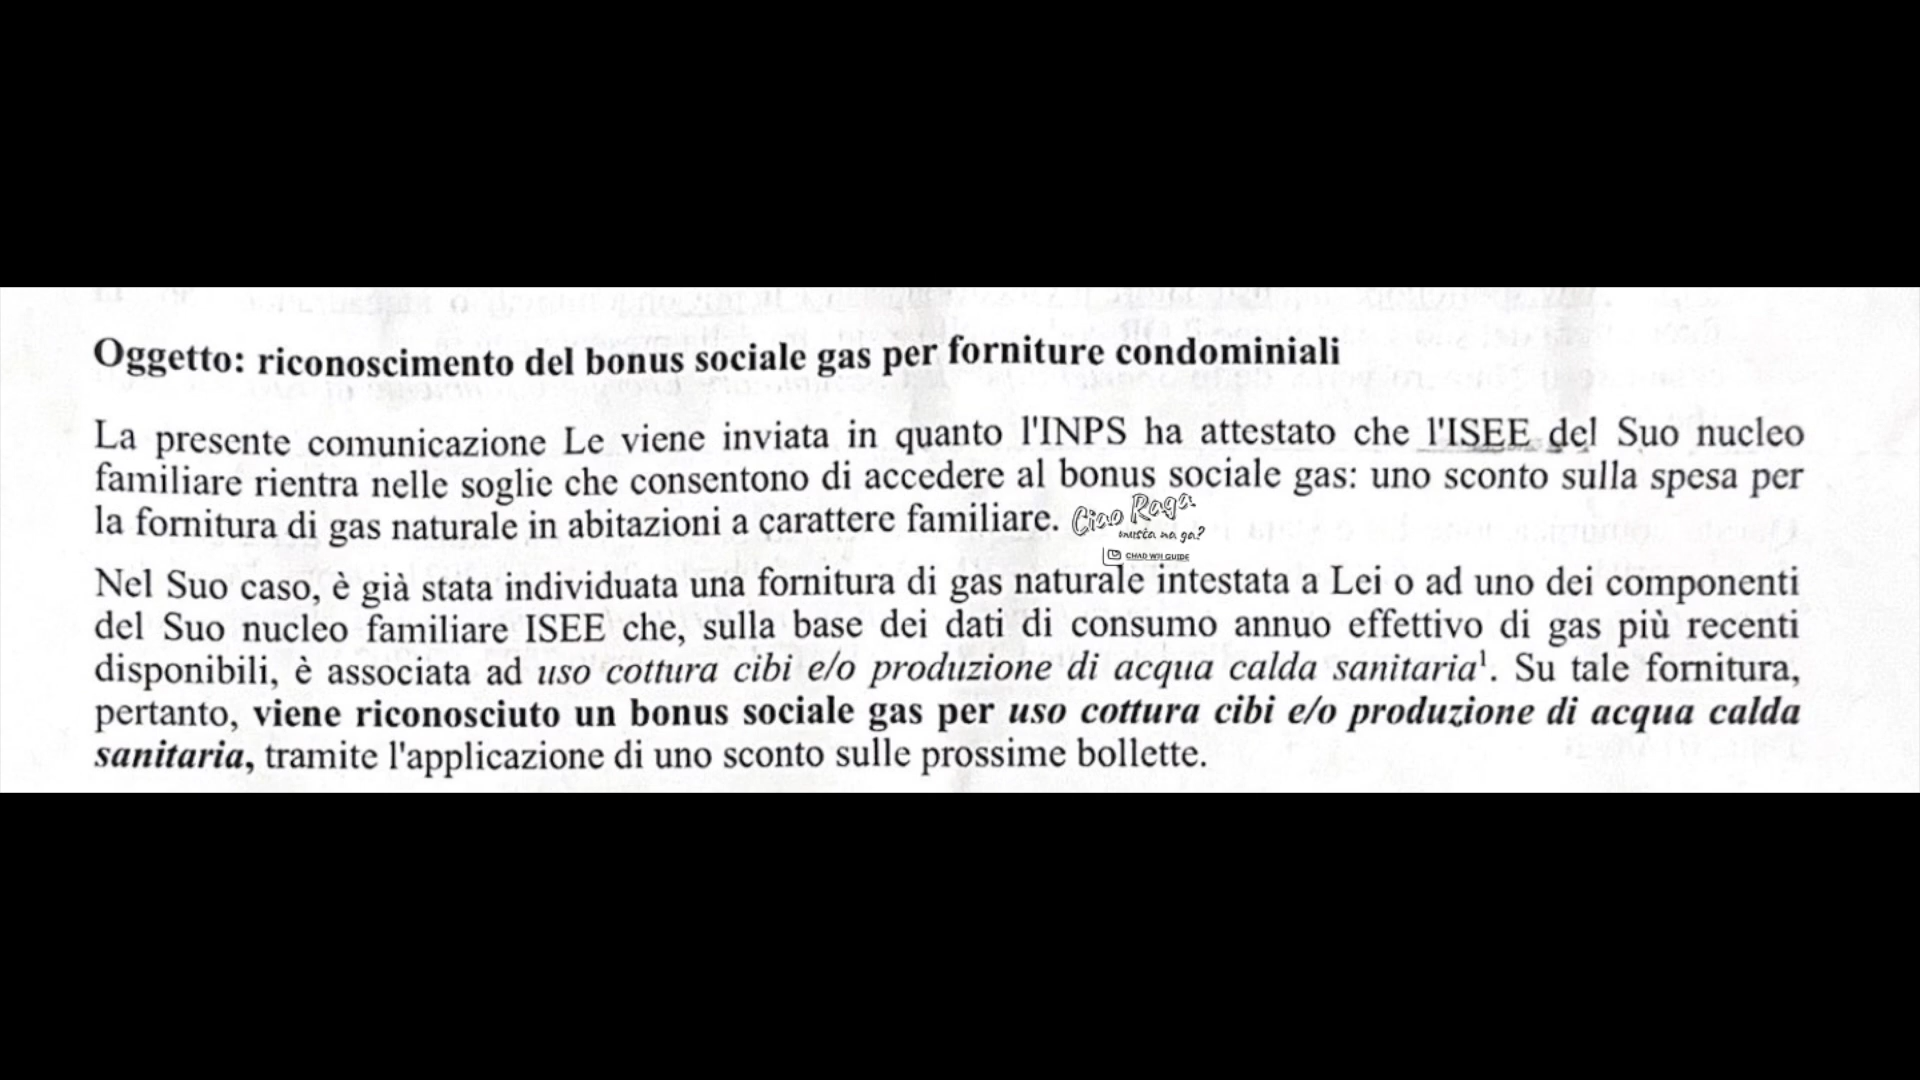 Oggetto: riconoscimento del bonus sociale gas per forniture condominiali
La presente comunicazione Le viene inviata in quanto l'INPS ha attestato che l'ISEE del Suo nucleo
familiare rientra nelle soglie che consentono di accedere al bonus sociale gas: uno sconto sulla spesa per
la fornitura di gas naturale in abitazioni a carattere familiare.
Ciao Raga
musta na ga?
CHAD WII GUIDE
Nel Suo caso, è già stata individuata una fornitura di gas naturale intestata a Lei o ad uno dei componenti
del Suo nucleo familiare ISEE che, sulla base dei dati di consumo annuo effettivo di gas più recenti
disponibili, è associata ad uso cottura cibi e/o produzione di acqua calda sanitaria¹. Su tale fornitura,
pertanto, viene riconosciuto un bonus sociale gas per uso cottura cibi e/o produzione di acqua calda
sanitaria, tramite l'applicazione di uno sconto sulle prossime bollette.